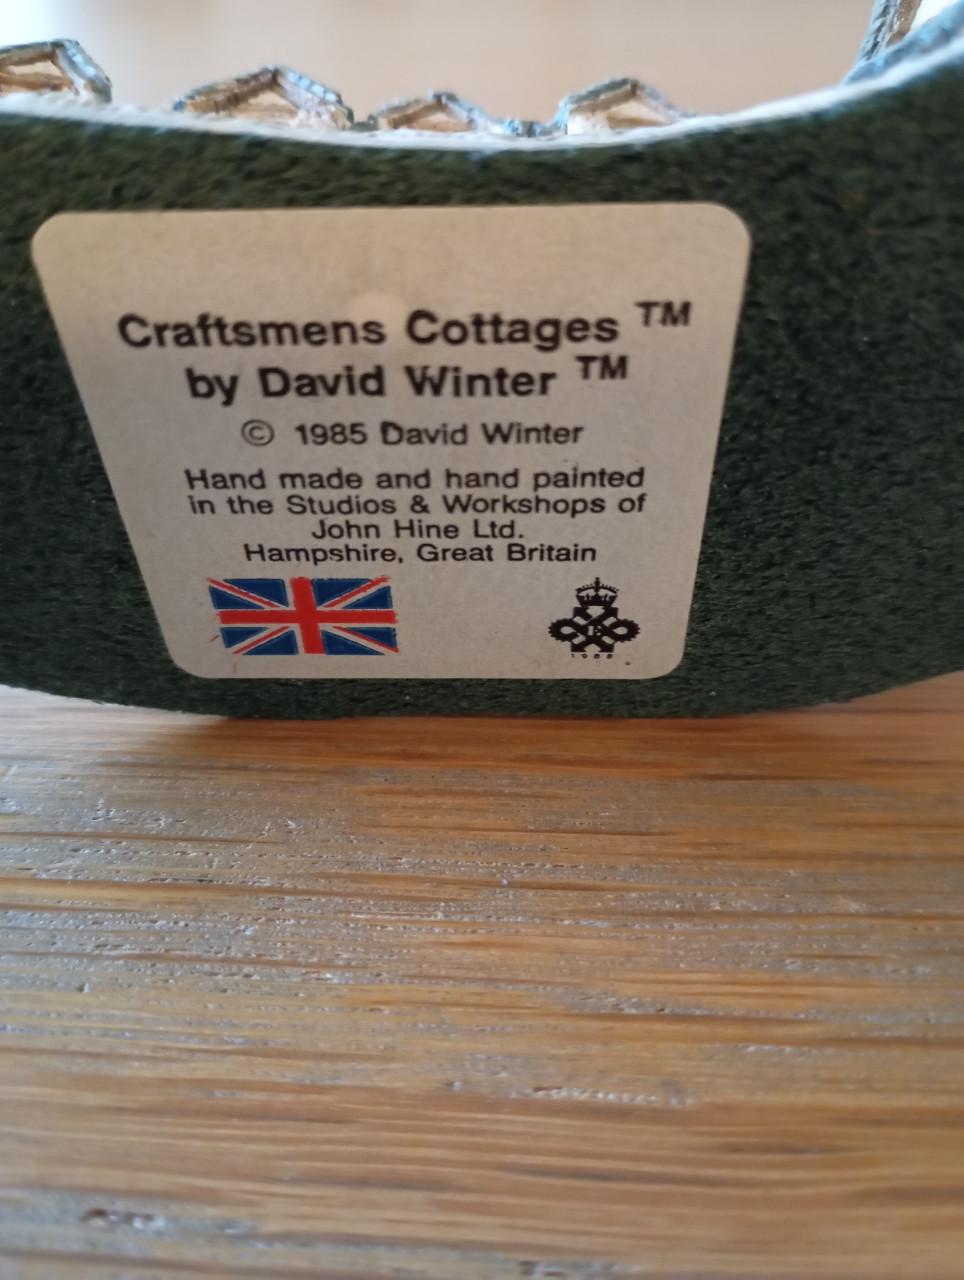 Craftsmens Cottages ™
by David Winter ™
© 1985 David Winter
Hand made and hand painted
in the Studios & Workshops of
John Hine Ltd.
Hampshire, Great Britain